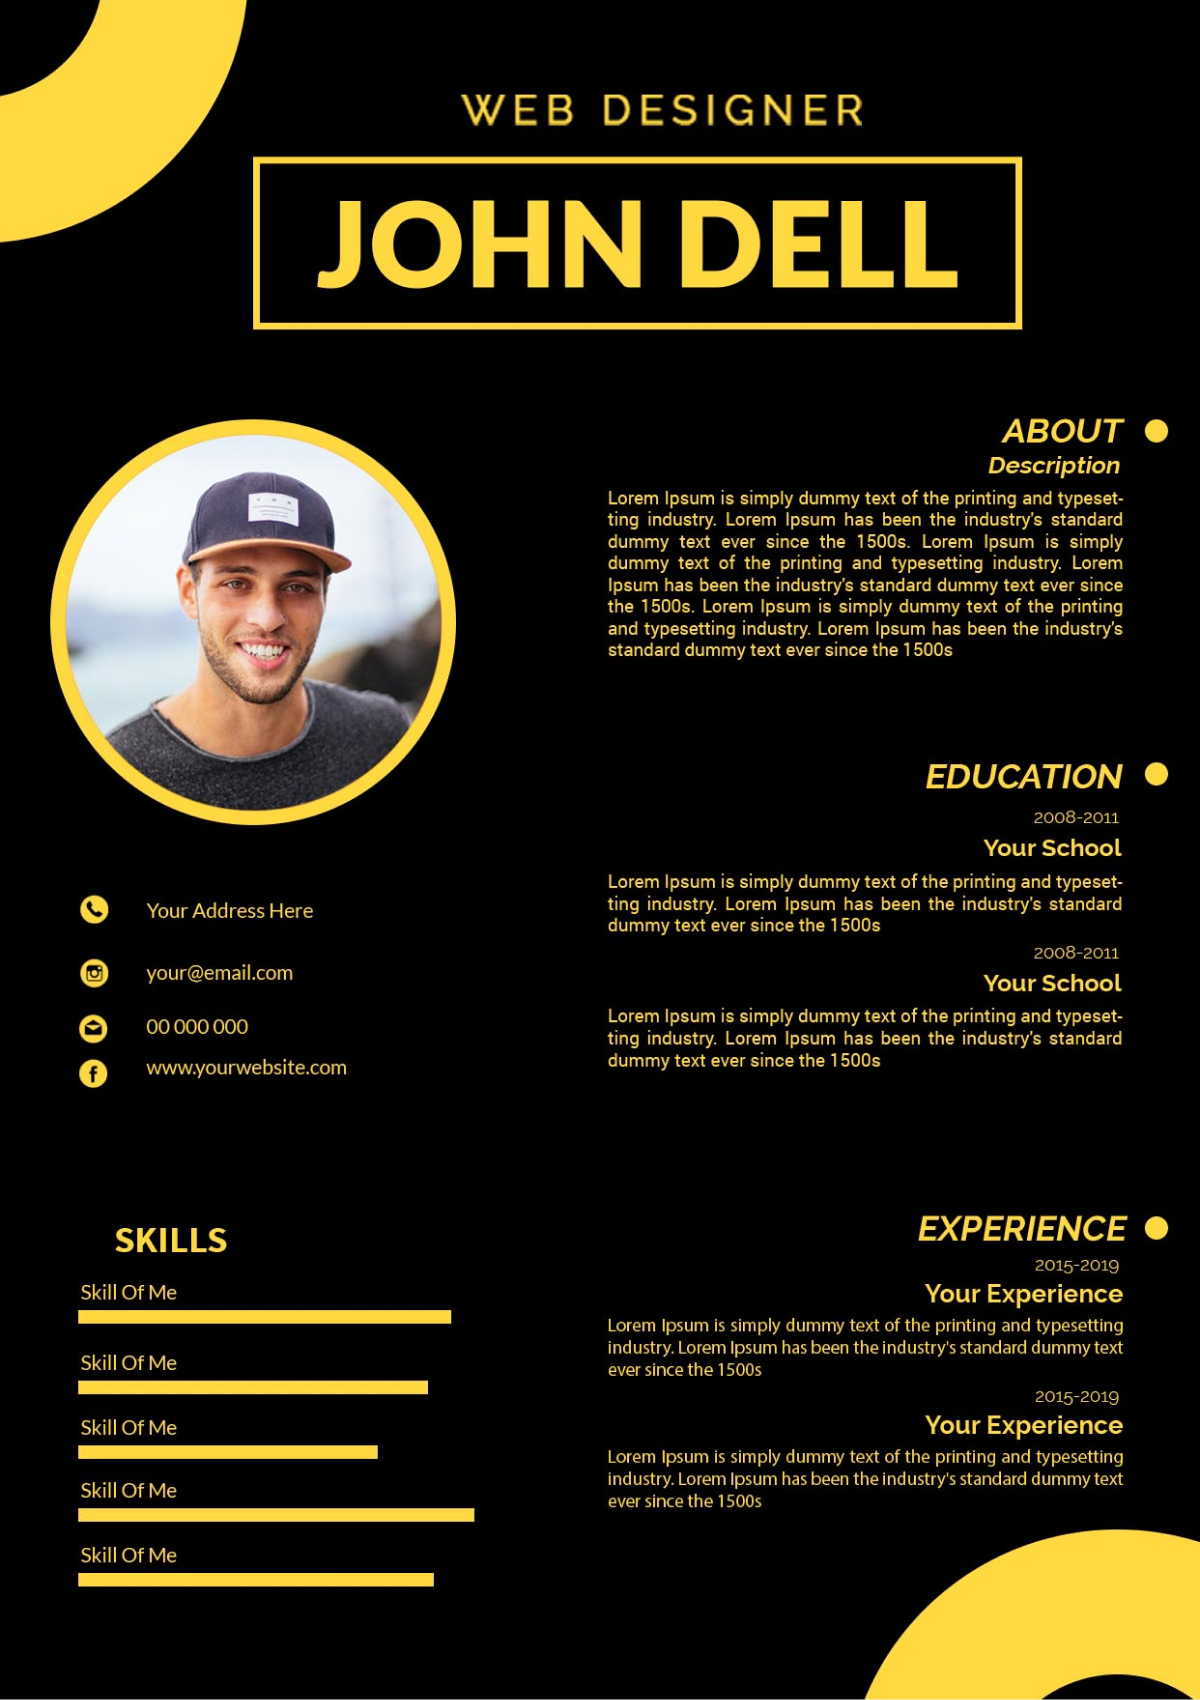 WEB DESIGNER
JOHN DELL
ABOUT
Description
Lorem Ipsum is simply dummy text of the printing and typeset-
ting industry. Lorem Ipsum has been the industry's standard
dummy text ever since the 1500s. Lorem Ipsum is simply
dummy text of the printing and typesetting industry. Lorem
Ipsum has been the industry's standard dummy text ever since
the 1500s. Lorem Ipsum is simply dummy text of the printing
and typesetting industry. Lorem Ipsum has been the industry's
standard dummy text ever since the 1500s
EDUCATION
2008-2011
Your School
Lorem Ipsum is simply dummy text of the printing and typeset-
ting industry. Lorem Ipsum has been the industry's standard
dummy text ever since the 1500s
2008-2011
Your School
Lorem Ipsum is simply dummy text of the printing and typeset-
ting industry. Lorem Ipsum has been the industry's standard
dummy text ever since the 1500s
Your Address Here
your@email.com
00 000 000
www.yourwebsite.com
SKILLS
Skill Of Me
Skill Of Me
Skill Of Me
Skill Of Me
Skill Of Me
EXPERIENCE
2015-2019
Your Experience
Lorem Ipsum is simply dummy text of the printing and typesetting
industry. Lorem Ipsum has been the industry's standard dummy text
ever since the 1500s
2015-2019
Your Experience
Lorem Ipsum is simply dummy text of the printing and typesetting
industry. Lorem Ipsum has been the industry's standard dummy text
ever since the 1500s